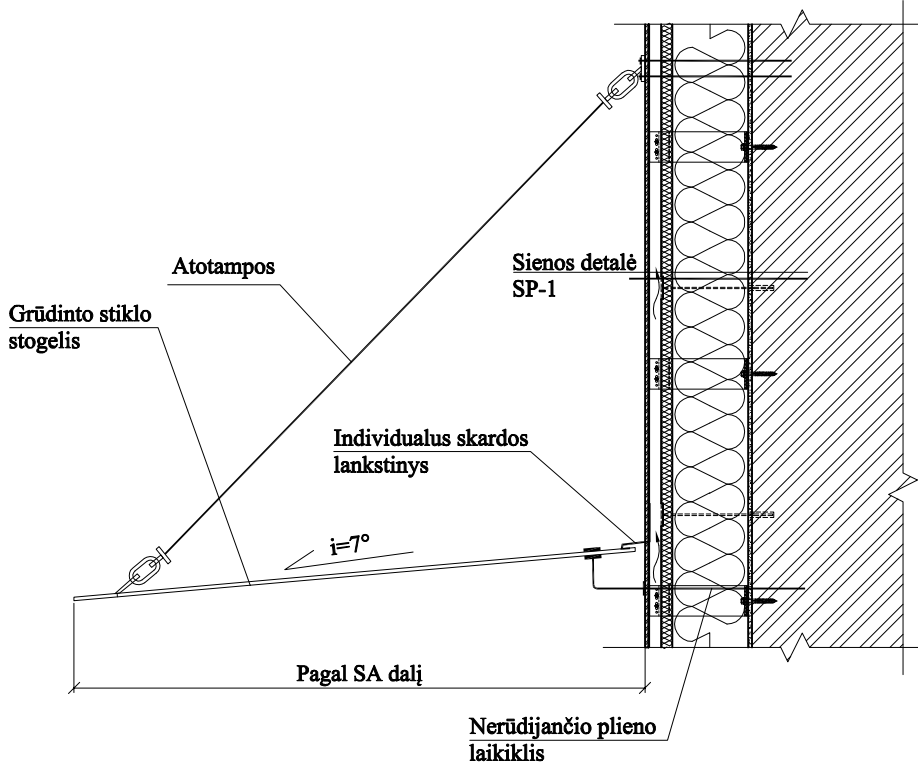 Atotampos
Sienos detalė
SP-1
Grūdinto stiklo
stogelis
Individualus skardos
lankstinys
i=7°
Pagal SA dalį
Nerūdijančio plieno
laikiklis